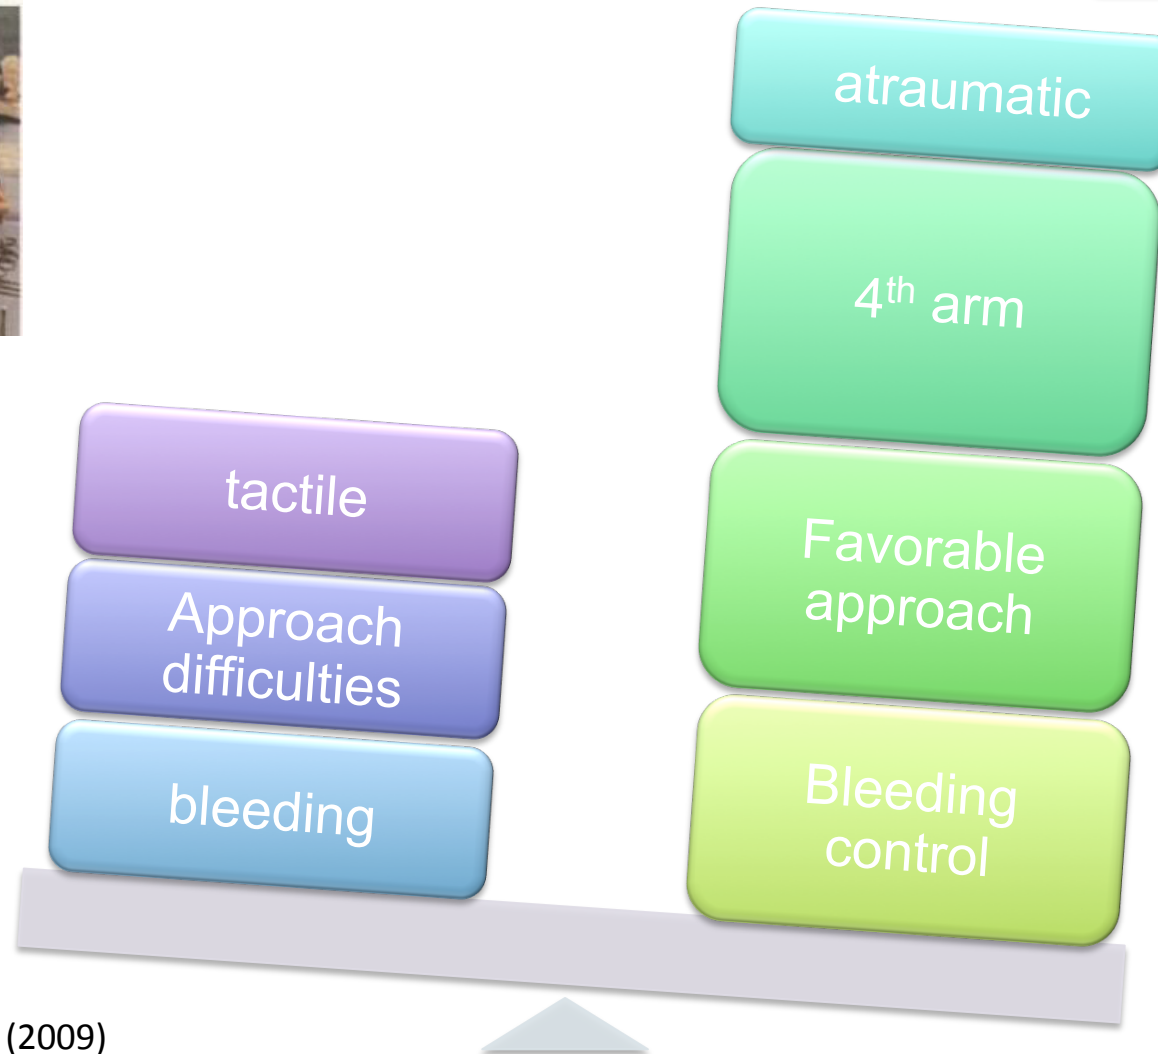 atraumatic
4th arm
Favorable
approach
Bleeding
control
tactile
Approach
difficulties
bleeding
(2009)